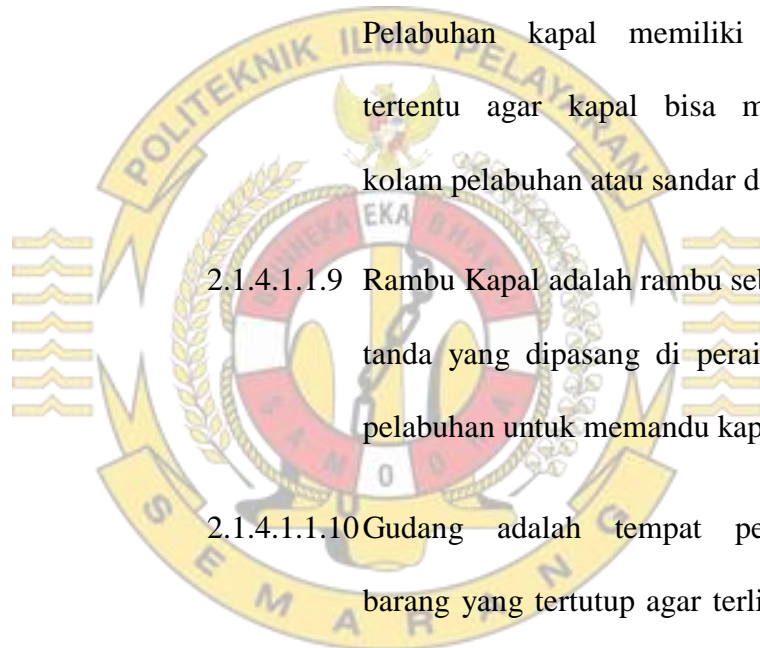 POLITEKNIK ILMU PELAYARAN
Pelabuhan kapal memiliki
tertentu agar kapal bisa m
kolam pelabuhan atau sandar d
EKA
2.1.4.1.1.9 Rambu Kapal adalah rambu seb
tanda yang dipasang di perai
pelabuhan untuk memandu kap
2.1.4.1.1.10 Gudang adalah tempat pe
barang yang tertutup agar terli
SEMARANG